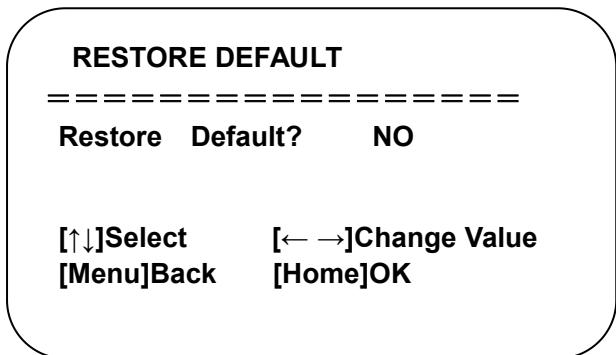 RESTORE DEFAULT
=================
Restore Default? NO
[↑↓]Select [← →]Change Value
[Menu]Back [Home]OK